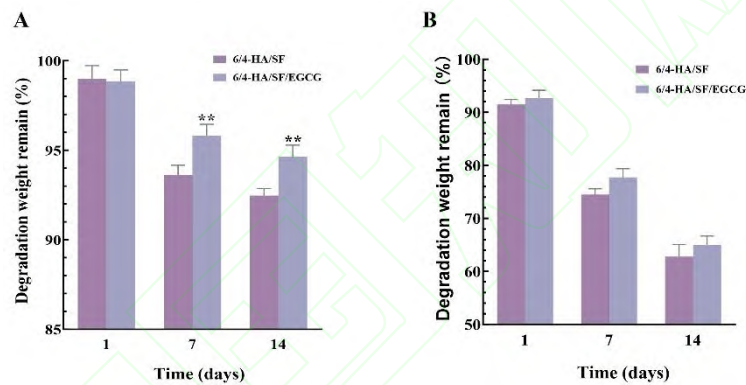 A
6/4-HA/SF
6/4-HA/SF/EGCG
Degradation weight remain (%)
100
95
90
85
**
**
1 7 14
Time (days)
B
6/4-HA/SF
6/4-HA/SF/EGCG
Degradation weight remain (%)
100
90
80
70
60
50
1 7 14
Time (days)